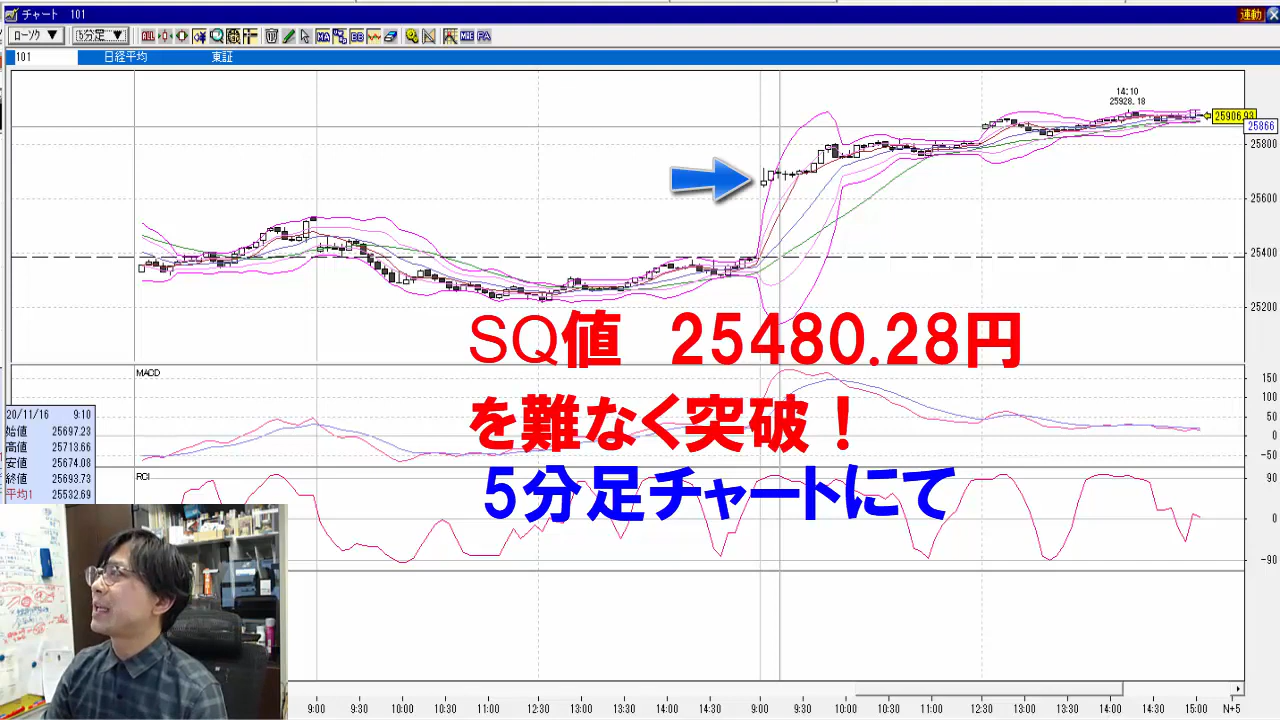 チャート 101
連動
ローソク ▼ 5分足 ▼
MA BB
101 日経平均 東証
14:10
25928.18
25906.93
25866
25800
25600
25400
25200
SQ値 25480.28円
を難なく突破！
5分足チャートにて
MACD
150
100
50
0
-50
20/11/16 9:10
始値 25697.23
高値 25713.66
安値 25674.08
終値 25695.73
平均1 25532.69
RCI
90
0
-90
9:00 9:30 10:00 10:30 11:00 12:30 13:00 13:30 14:00 14:30 9:00 9:30 10:00 10:30 11:00 12:30 13:00 13:30 14:00 14:30 15:00 N+5